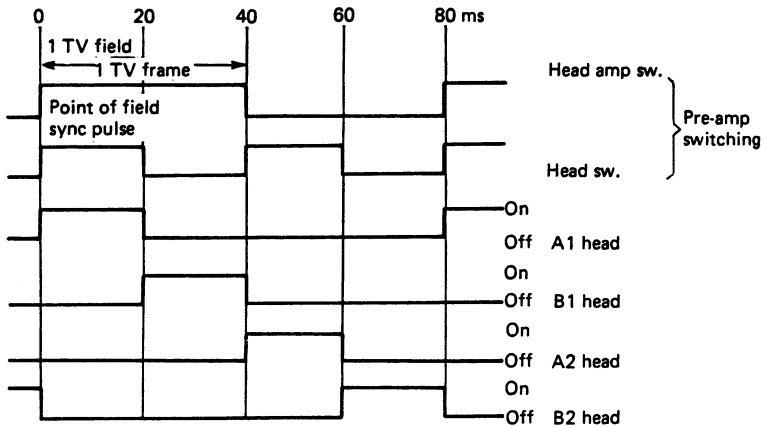 0 20 40 60 80 ms
1 TV field
1 TV frame
Head amp sw.
Point of field
sync pulse
Pre-amp
switching
Head sw.
On
Off A1 head
On
Off B1 head
On
Off A2 head
On
Off B2 head